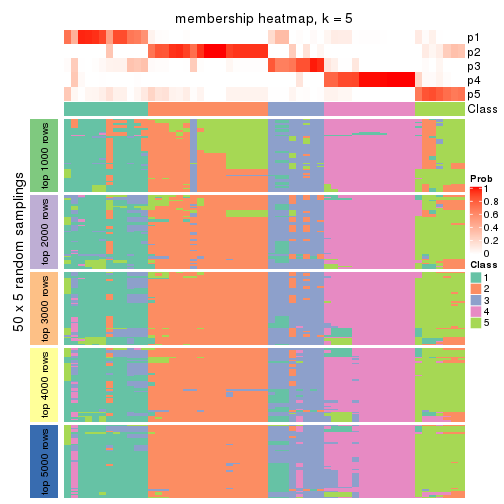 membership heatmap, k = 5
p1
p2
p3
p4
p5
Class
50 x 5 random samplings
top 1000 rows
top 2000 rows
top 3000 rows
top 4000 rows
top 5000 rows
Prob
1
0.8
0.6
0.4
0.2
0
Class
1
2
3
4
5